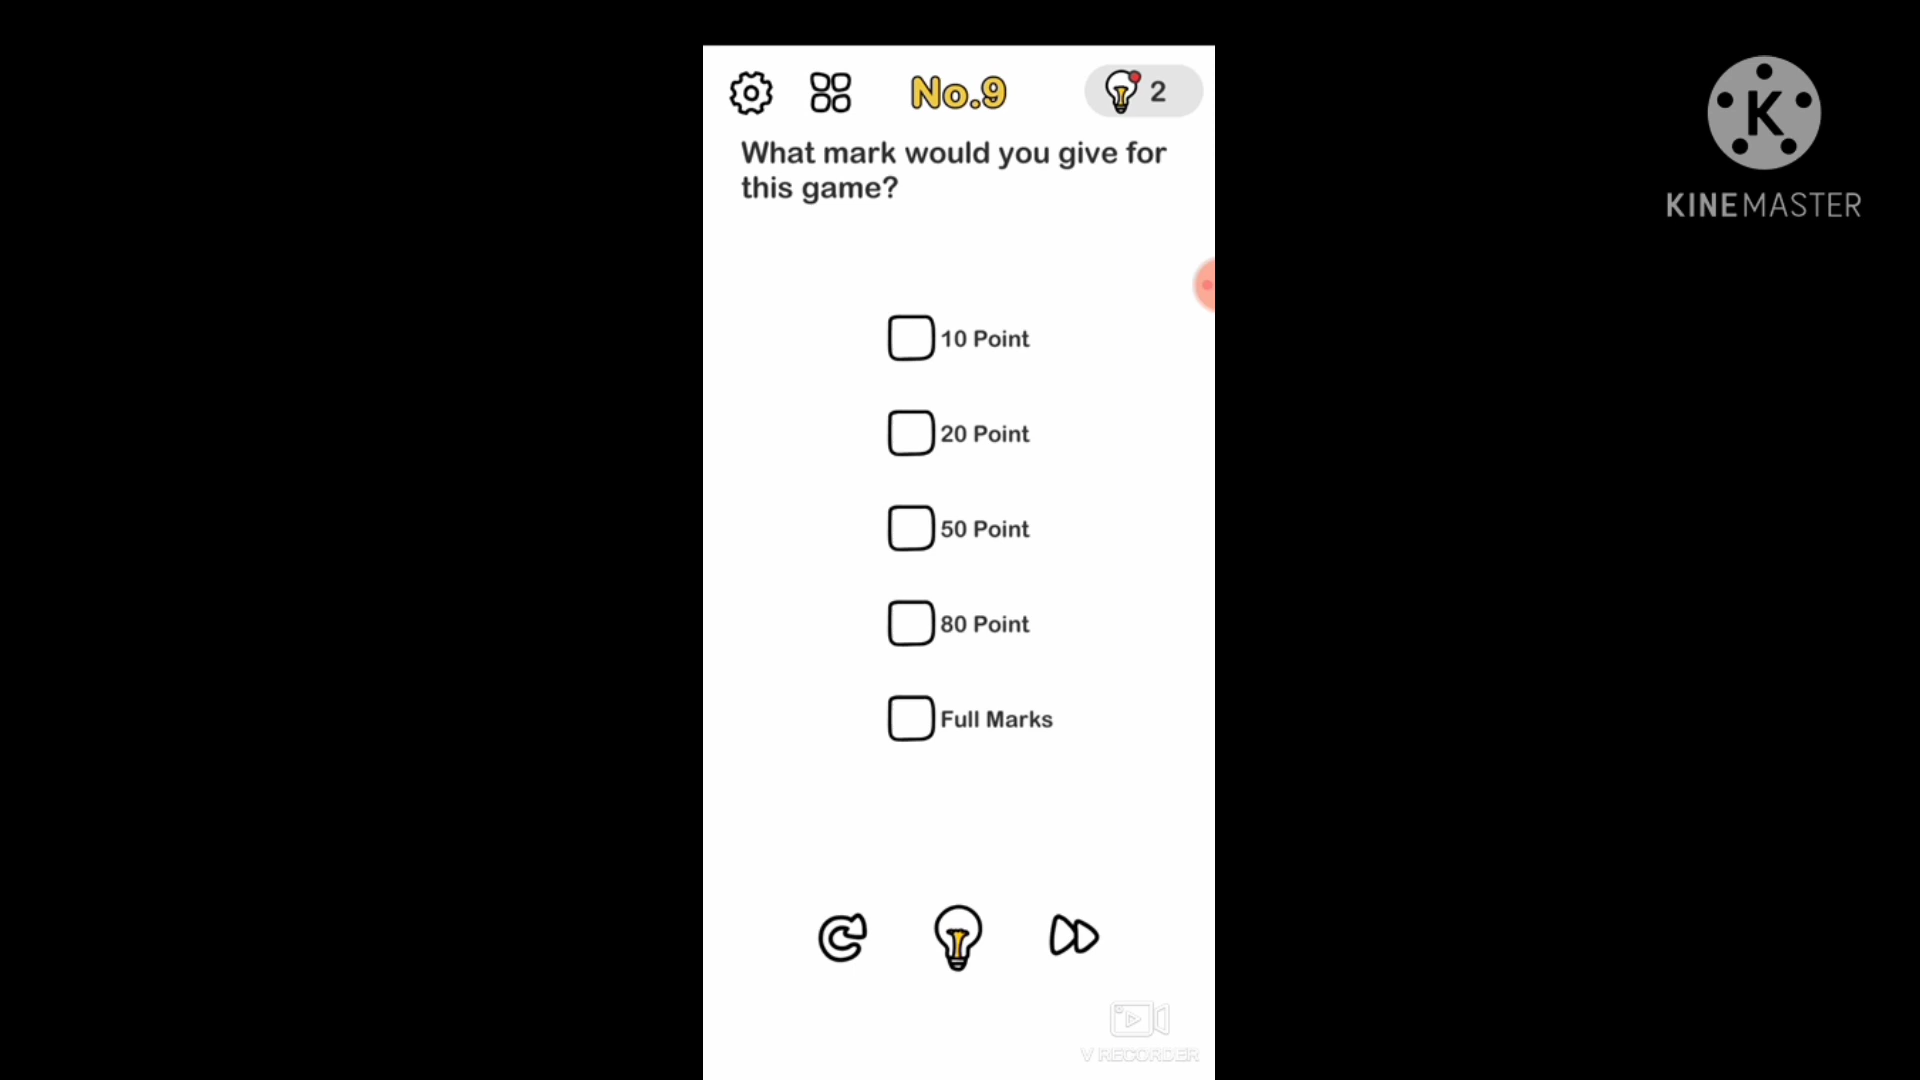 No.9
2
What mark would you give for
this game?
10 Point
20 Point
50 Point
80 Point
Full Marks
K
KINEMASTER
V RECORDER